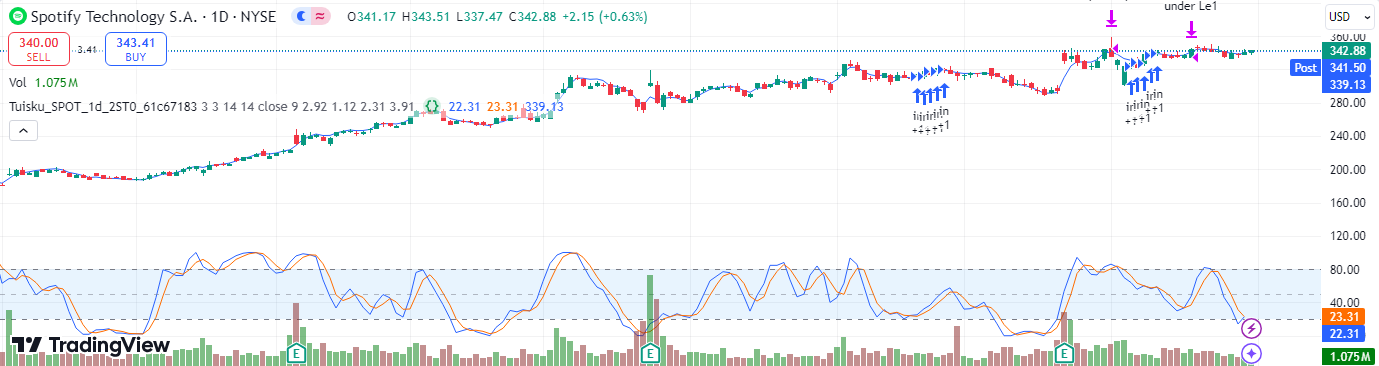 Spotify Technology S.A. · 1D · NYSE O341.17 H343.51 L337.47 C342.88 +2.15 (+0.63%)
under Le1
USD
340.00 SELL 3.41 343.41 BUY
Vol 1.075M
Tuisku_SPOT_1d_2ST0_61c67183 3 3 14 14 close 9 2.92 1.12 2.31 3.91 22.31 23.31 339.13
360.00
342.88
Post 341.50
339.13
280.00
240.00
200.00
160.00
120.00
80.00
40.00
23.31
22.31
1.075M
TradingView
E E E